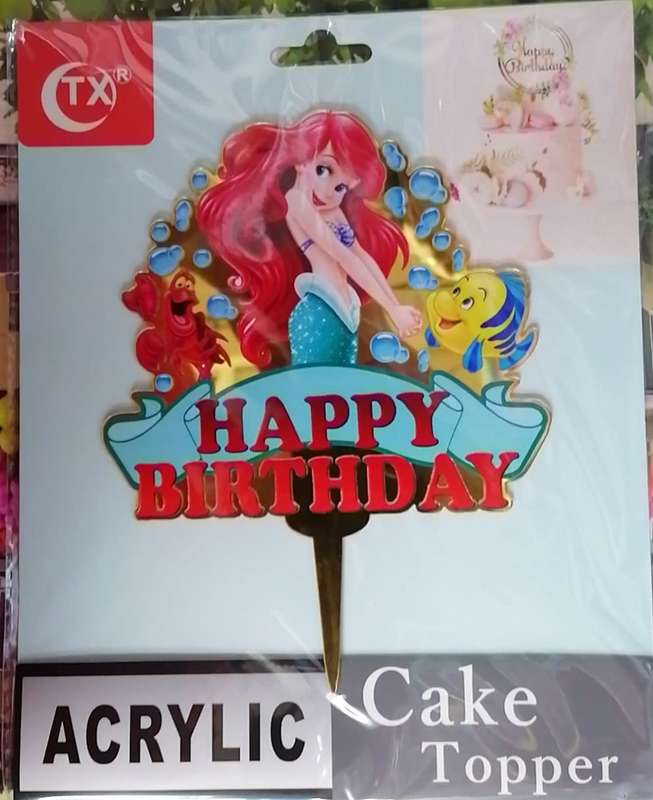 TX®
Happy
Birthday
HAPPY
BIRTHDAY
ACRYLIC
Cake
Topper